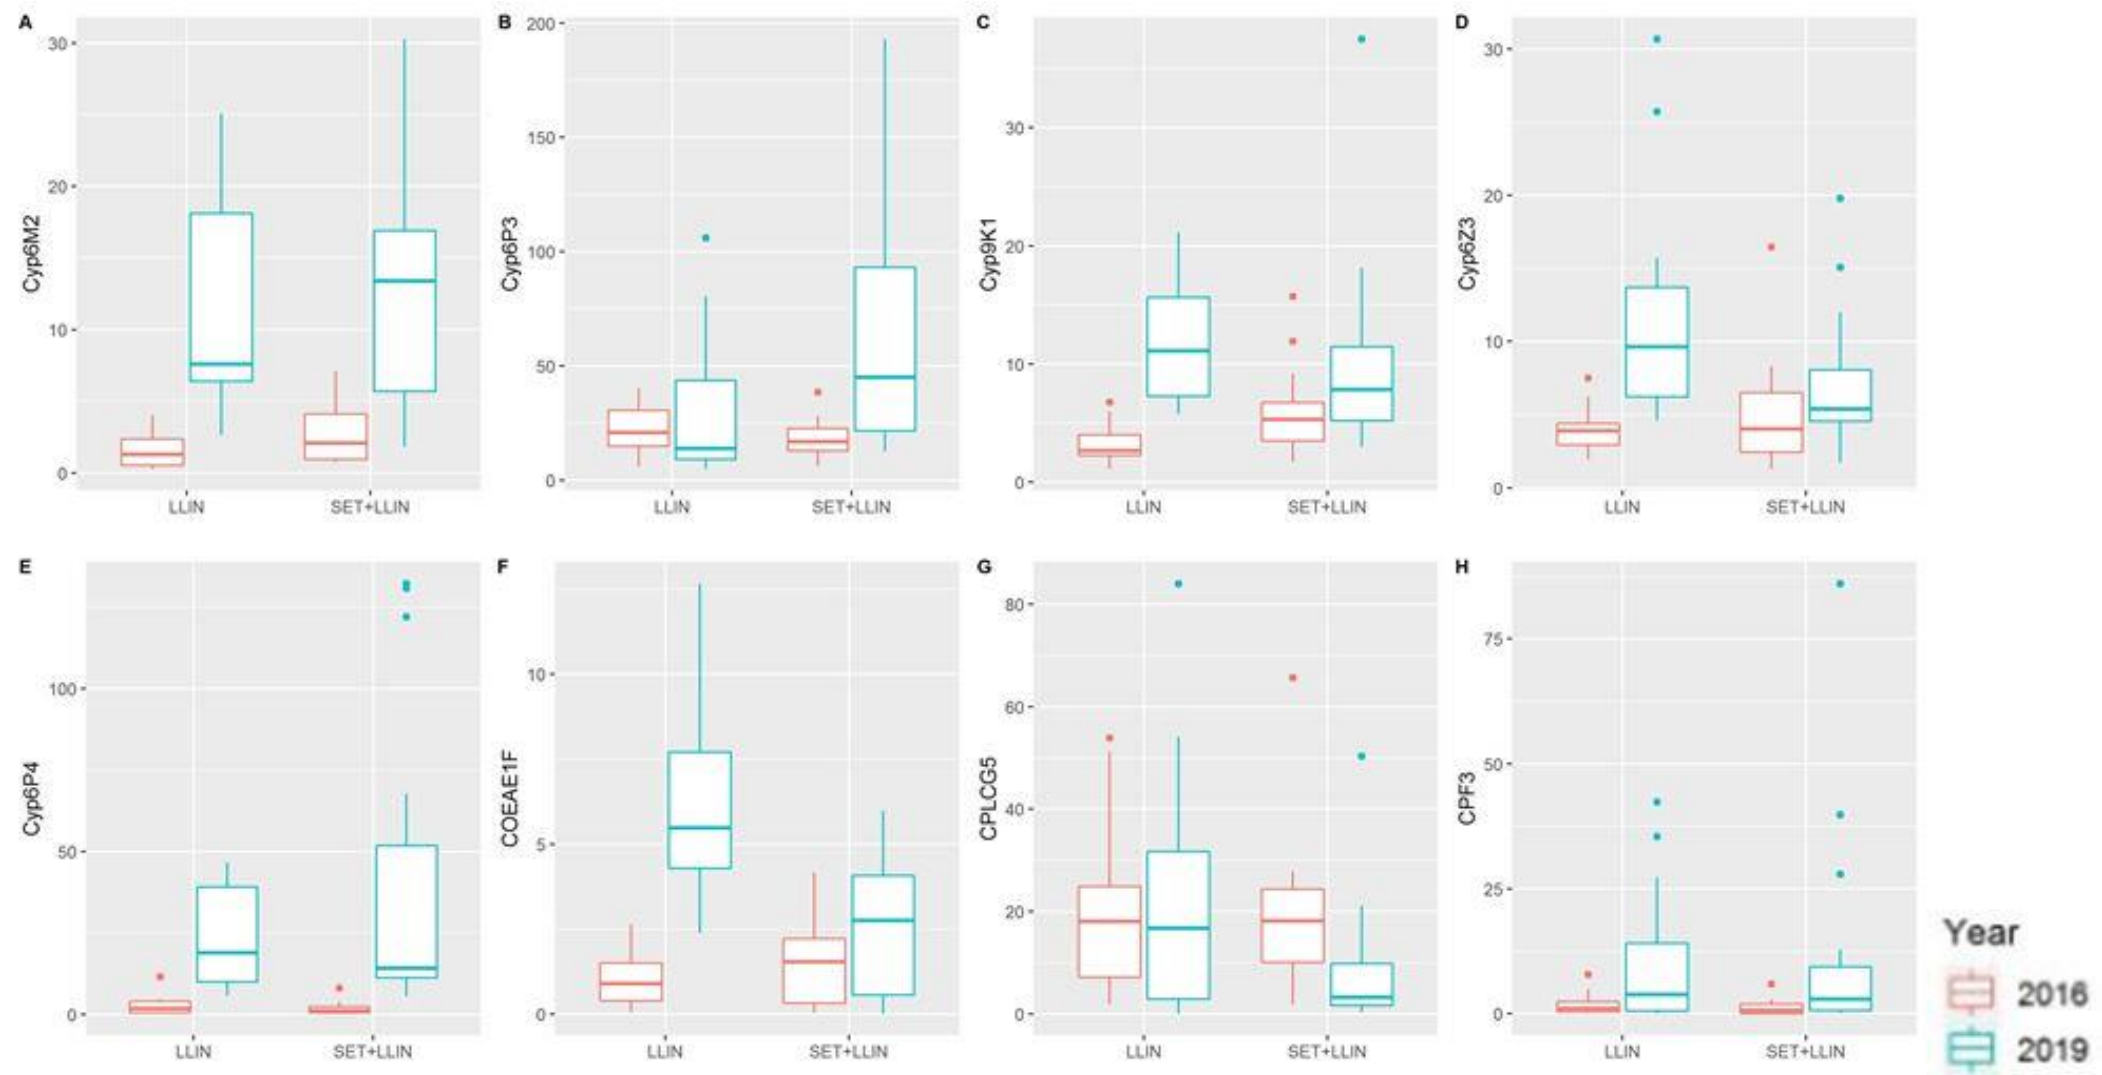 A
Cyp6M2
30
20
10
0
LLIN SET+LLIN
B
Cyp6P3
200
150
100
50
0
LLIN SET+LLIN
C
Cyp9K1
30
20
10
0
LLIN SET+LLIN
D
Cyp6Z3
30
20
10
0
LLIN SET+LLIN
E
Cyp6P4
100
50
0
LLIN SET+LLIN
F
COEAE1F
10
5
0
LLIN SET+LLIN
G
CPLCG5
80
60
40
20
0
LLIN SET+LLIN
H
CPF3
75
50
25
0
LLIN SET+LLIN
Year
2016
2019